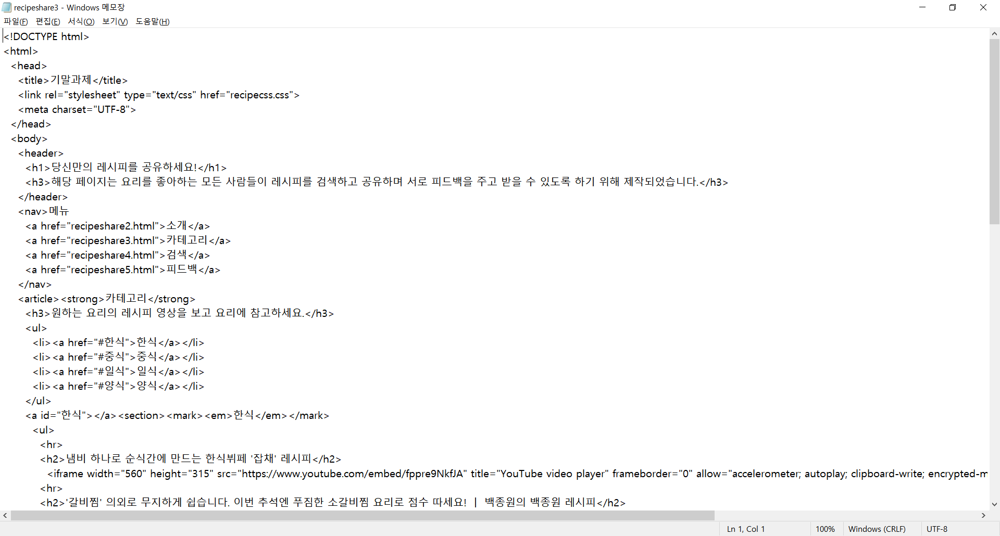 recipeshare3 - Windows 메모장
파일(F) 편집(E) 서식(O) 보기(V) 도움말(H)
<!DOCTYPE html>
<html>
<head>
<title>기말과제</title>
<link rel="stylesheet" type="text/css" href="recipecss.css">
<meta charset="UTF-8">
</head>
<body>
<header>
<h1>당신만의 레시피를 공유하세요!</h1>
<h3>해당 페이지는 요리를 좋아하는 모든 사람들이 레시피를 검색하고 공유하며 서로 피드백을 주고 받을 수 있도록 하기 위해 제작되었습니다.</h3>
</header>
<nav>메뉴
<a href="recipeshare2.html">소개</a>
<a href="recipeshare3.html">카테고리</a>
<a href="recipeshare4.html">검색</a>
<a href="recipeshare5.html">피드백</a>
</nav>
<article><strong>카테고리</strong>
<h3>원하는 요리의 레시피 영상을 보고 요리에 참고하세요.</h3>
<ul>
<li><a href="#한식">한식</a></li>
<li><a href="#중식">중식</a></li>
<li><a href="#일식">일식</a></li>
<li><a href="#양식">양식</a></li>
</ul>
<a id="한식"></a><section><mark><em>한식</em></mark>
<ul>
<hr>
<h2>냄비 하나로 순식간에 만드는 한식뷔페 '잡채' 레시피</h2>
<iframe width="560" height="315" src="https://www.youtube.com/embed/fppre9NkfJA" title="YouTube video player" frameborder="0" allow="accelerometer; autoplay; clipboard-write; encrypted-m
<hr>
<h2>'갈비찜' 의외로 무지하게 쉽습니다. 이번 추석엔 푸짐한 소갈비찜 요리로 점수 따세요! ㅣ 백종원의 백종원 레시피</h2>
Ln 1, Col 1 100% Windows (CRLF) UTF-8